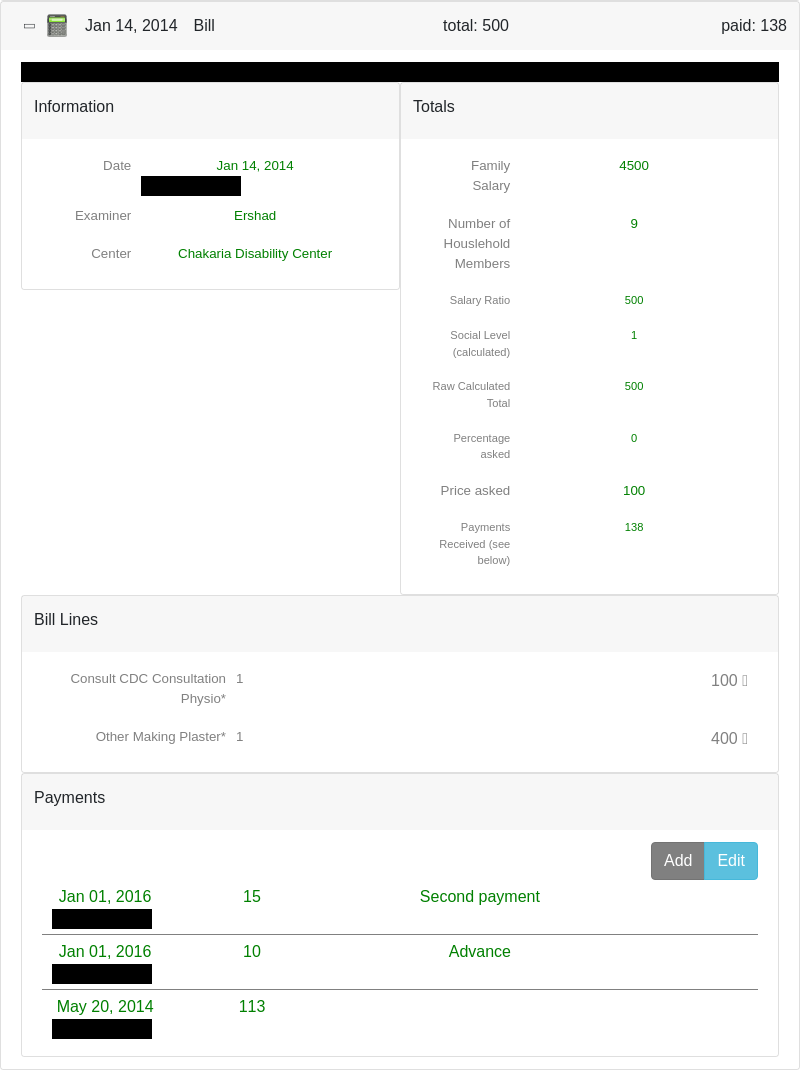 Jan 14, 2014 Bill total: 500 paid: 138
Information
Date Jan 14, 2014
Examiner Ershad
Center Chakaria Disability Center
Totals
Family 4500
Salary
Number of 9
Houslehold
Members
Salary Ratio 500
Social Level 1
(calculated)
Raw Calculated 500
Total
Percentage 0
asked
Price asked 100
Payments 138
Received (see
below)
Bill Lines
Consult CDC Consultation 1 100
Physio*
Other Making Plaster* 1 400
Payments
Add Edit
Jan 01, 2016 15 Second payment
Jan 01, 2016 10 Advance
May 20, 2014 113